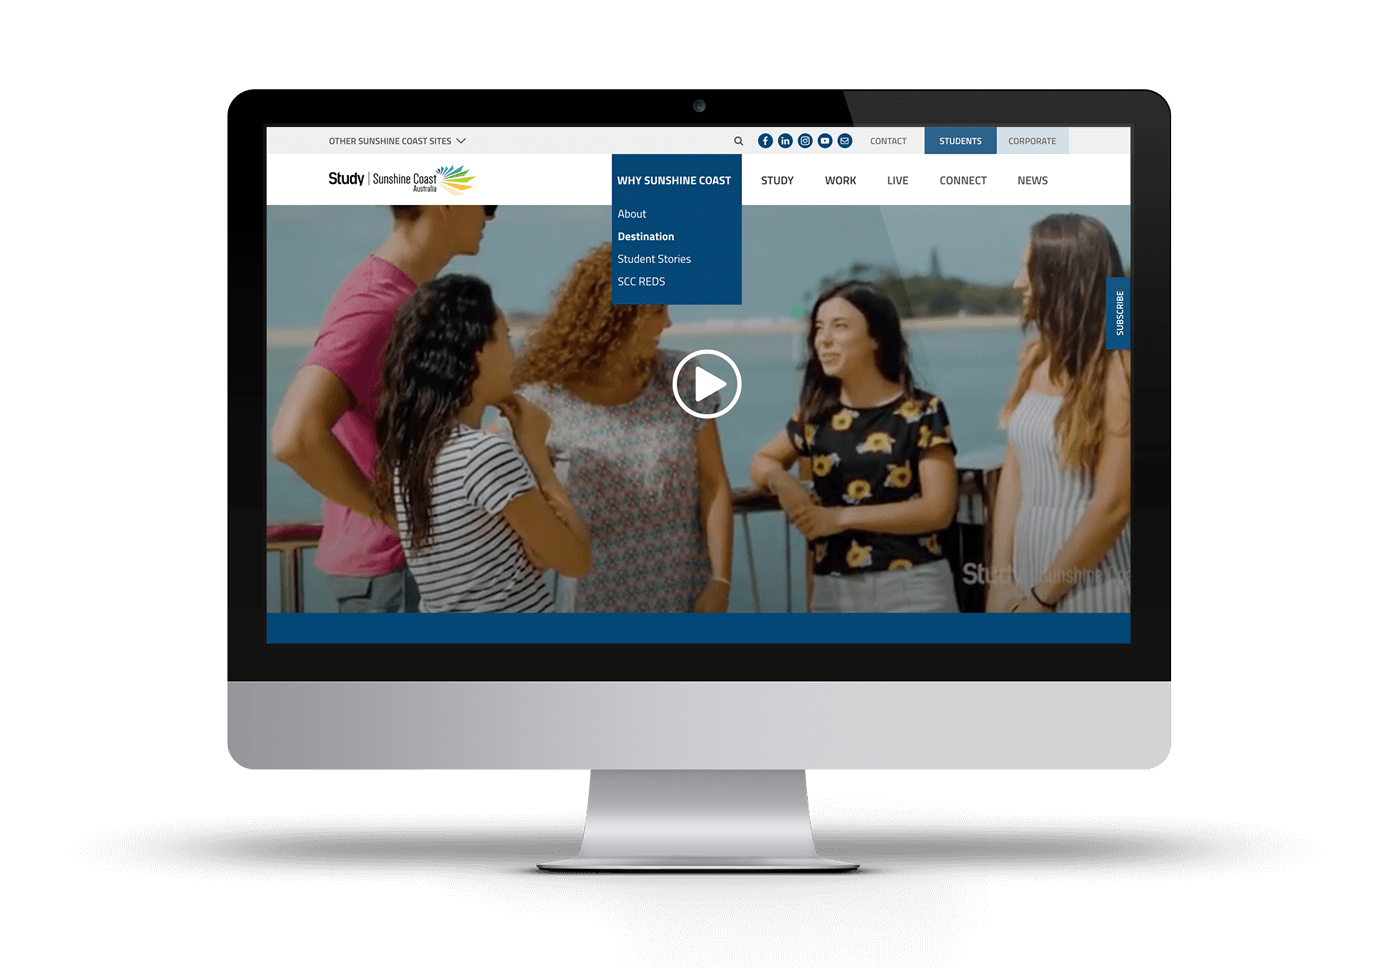 OTHER SUNSHINE COAST SITES
CONTACT
STUDENTS
CORPORATE
Study | Sunshine Coast
Australia
WHY SUNSHINE COAST
STUDY
WORK
LIVE
CONNECT
NEWS
About
Destination
Student Stories
SCC REDS
SUBSCRIBE
Study Sunshine Coa